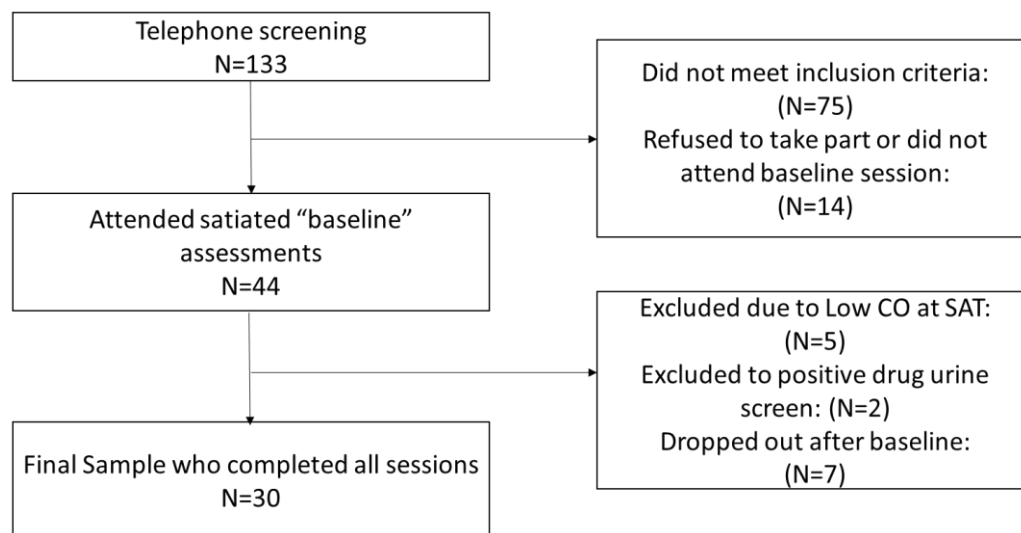 Telephone screening
N=133
Did not meet inclusion criteria:
(N=75)
Refused to take part or did not
attend baseline session:
(N=14)
Attended satiated “baseline”
assessments
N=44
Excluded due to Low CO at SAT:
(N=5)
Excluded to positive drug urine
screen: (N=2)
Dropped out after baseline:
(N=7)
Final Sample who completed all sessions
N=30